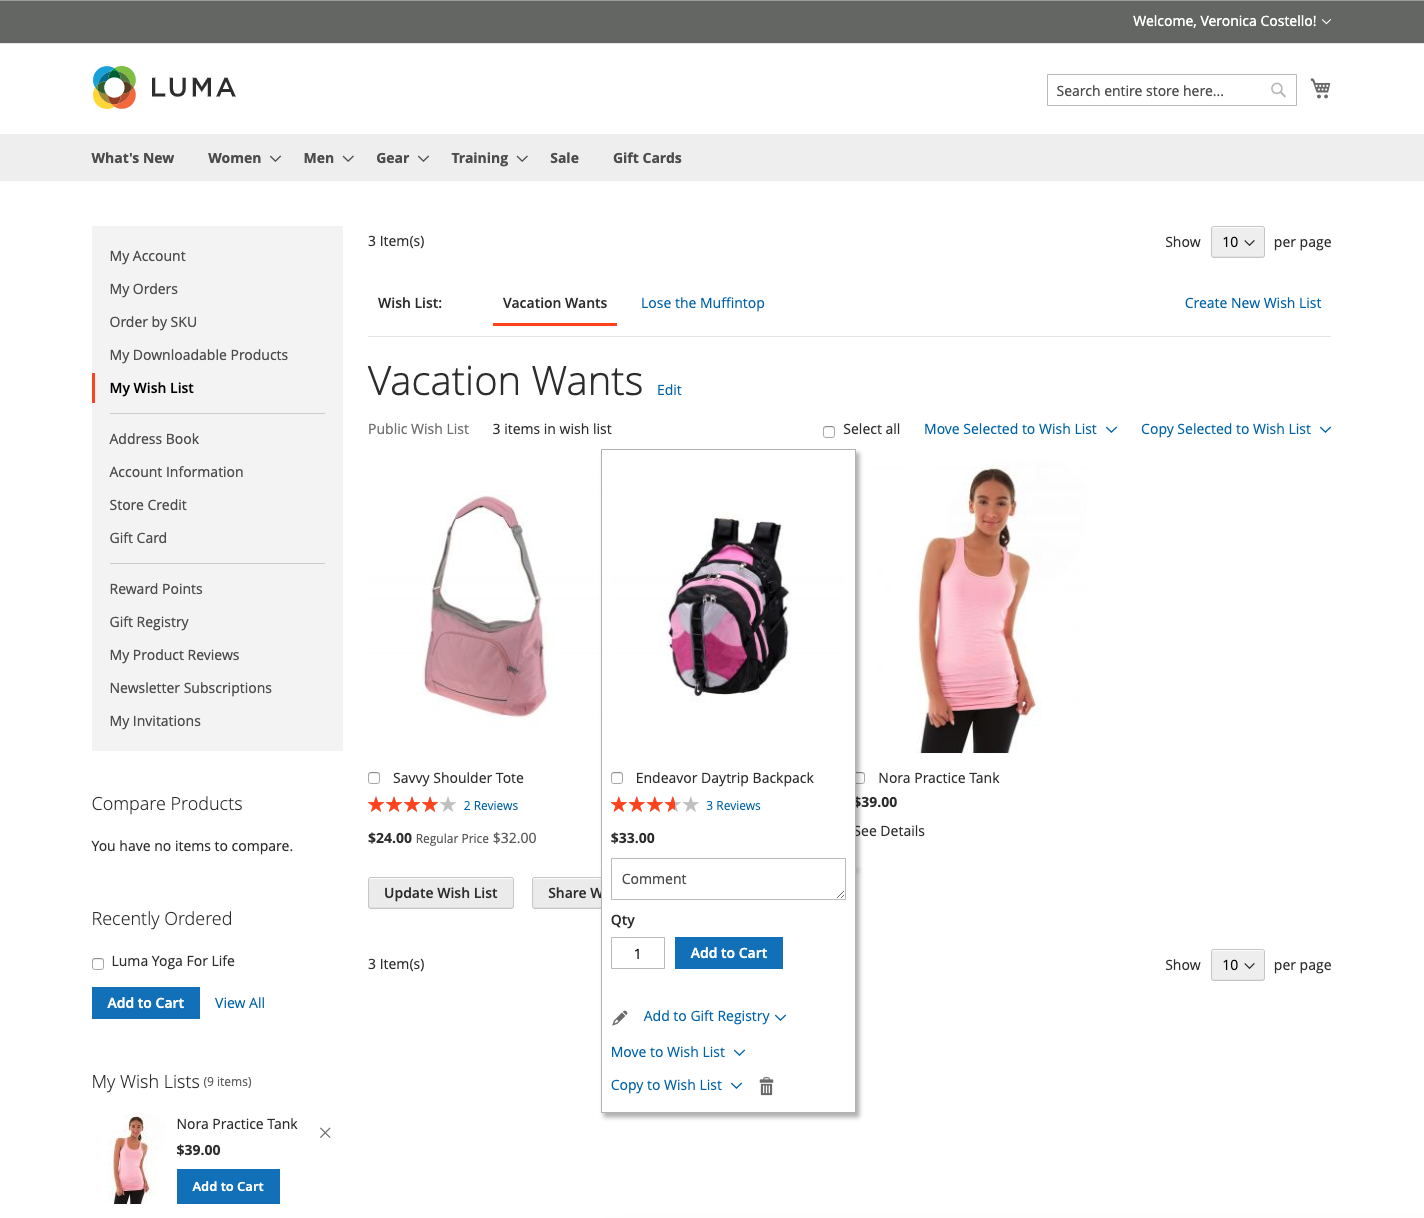 Welcome, Veronica Costello!
LUMA
Search entire store here...
What's New Women Men Gear Training Sale Gift Cards
My Account
My Orders
Order by SKU
My Downloadable Products
My Wish List
Address Book
Account Information
Store Credit
Gift Card
Reward Points
Gift Registry
My Product Reviews
Newsletter Subscriptions
My Invitations
Compare Products
You have no items to compare.
Recently Ordered
Luma Yoga For Life
Add to Cart View All
My Wish Lists (9 items)
Nora Practice Tank
$39.00
Add to Cart
3 Item(s)
Show 10 per page
Wish List: Vacation Wants Lose the Muffintop Create New Wish List
Vacation Wants Edit
Public Wish List 3 items in wish list Select all Move Selected to Wish List Copy Selected to Wish List
Savvy Shoulder Tote
2 Reviews
$24.00 Regular Price $32.00
Endeavor Daytrip Backpack
3 Reviews
$33.00
Comment
Qty
1 Add to Cart
Add to Gift Registry
Move to Wish List
Copy to Wish List
Nora Practice Tank
$39.00
See Details
Update Wish List Share W
3 Item(s)
Show 10 per page